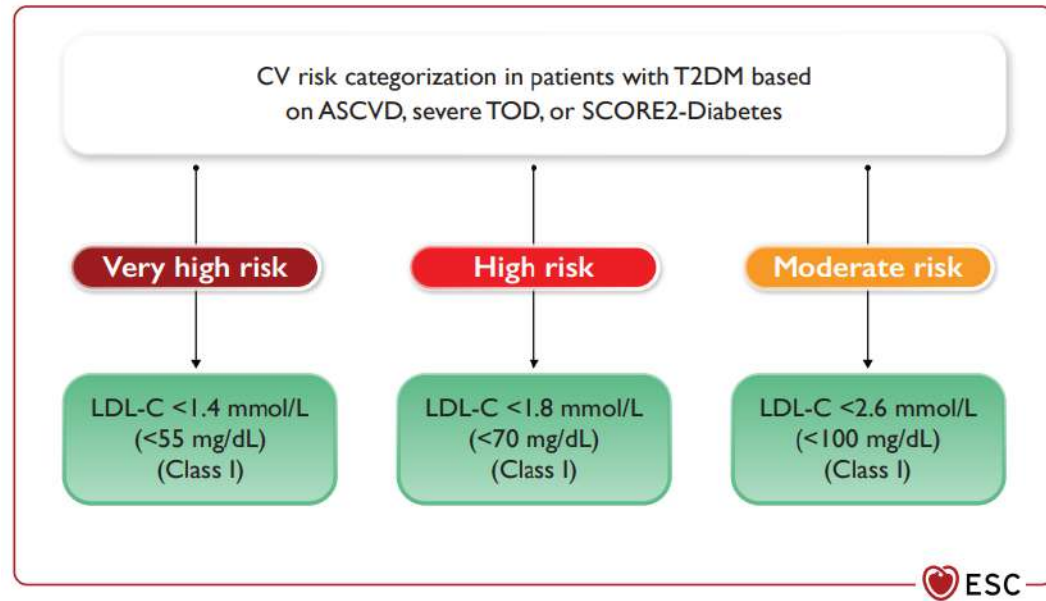 CV risk categorization in patients with T2DM based
on ASCVD, severe TOD, or SCORE2-Diabetes
Very high risk
High risk
Moderate risk
LDL-C <1.4 mmol/L
(<55 mg/dL)
(Class I)
LDL-C <1.8 mmol/L
(<70 mg/dL)
(Class I)
LDL-C <2.6 mmol/L
(<100 mg/dL)
(Class I)
ESC